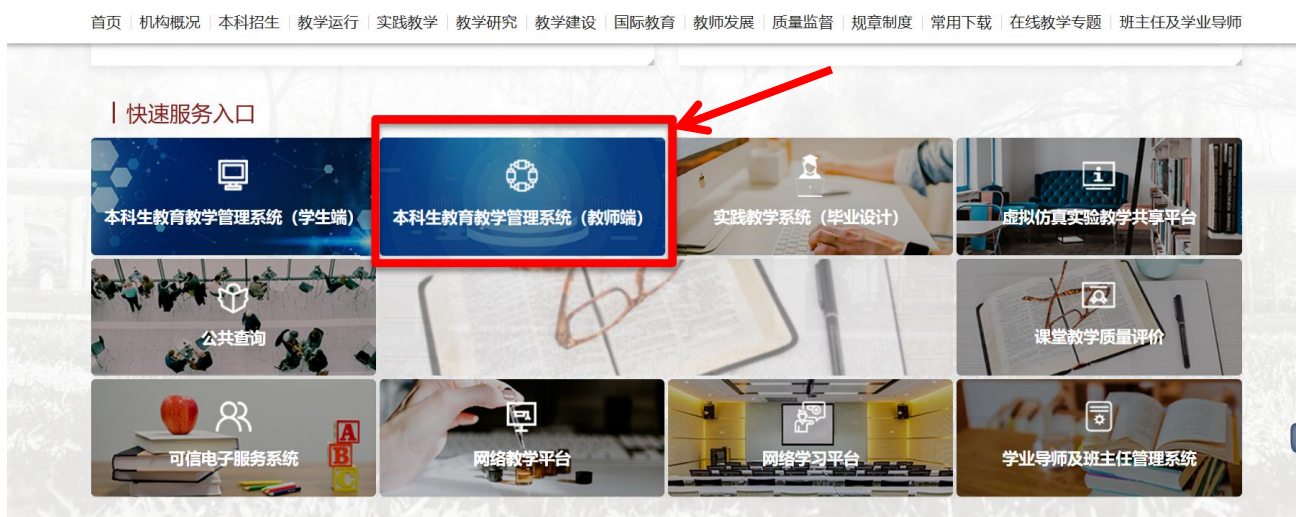 首页 机构概况 本科招生 教学运行 实践教学 教学研究 教学建设 国际教育 教师发展 质量监督 规章制度 常用下载 在线教学专题 班主任及学业导师
快速服务入口
本科生教育教学管理系统（学生端） 本科生教育教学管理系统（教师端） 实践教学系统（毕业设计） 虚拟仿真实验教学共享平台
公共查询 课堂教学质量评价
可信电子服务系统 网络教学平台 网络学习平台 学业导师及班主任管理系统
A
B